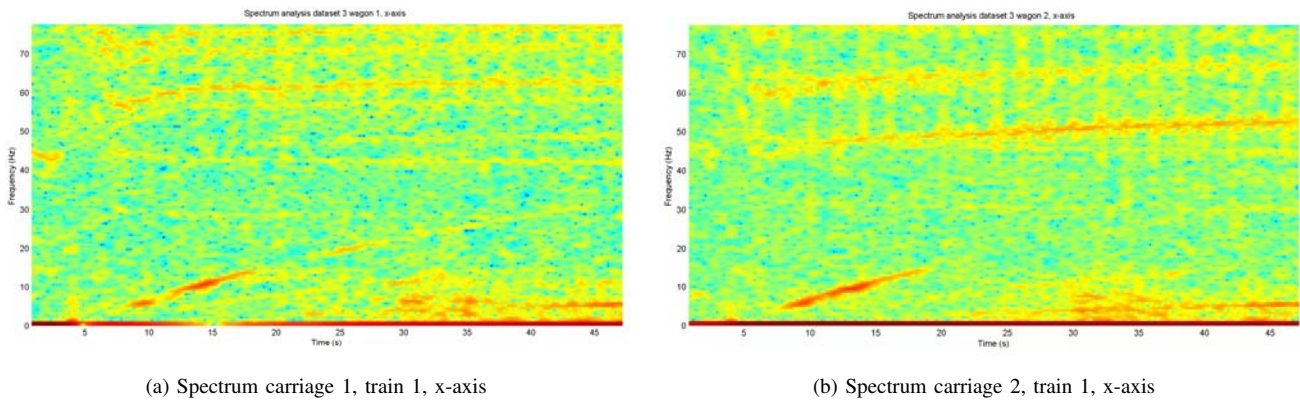 Spectrum analysis dataset 3 wagon 1, x-axis
70
60
50
40
30
20
10
0
Frequency (Hz)
5 10 15 20 25 30 35 40 45
Time (s)
(a) Spectrum carriage 1, train 1, x-axis
Spectrum analysis dataset 3 wagon 2, x-axis
70
60
50
40
30
20
10
0
Frequency (Hz)
5 10 15 20 25 30 35 40 45
Time (s)
(b) Spectrum carriage 2, train 1, x-axis